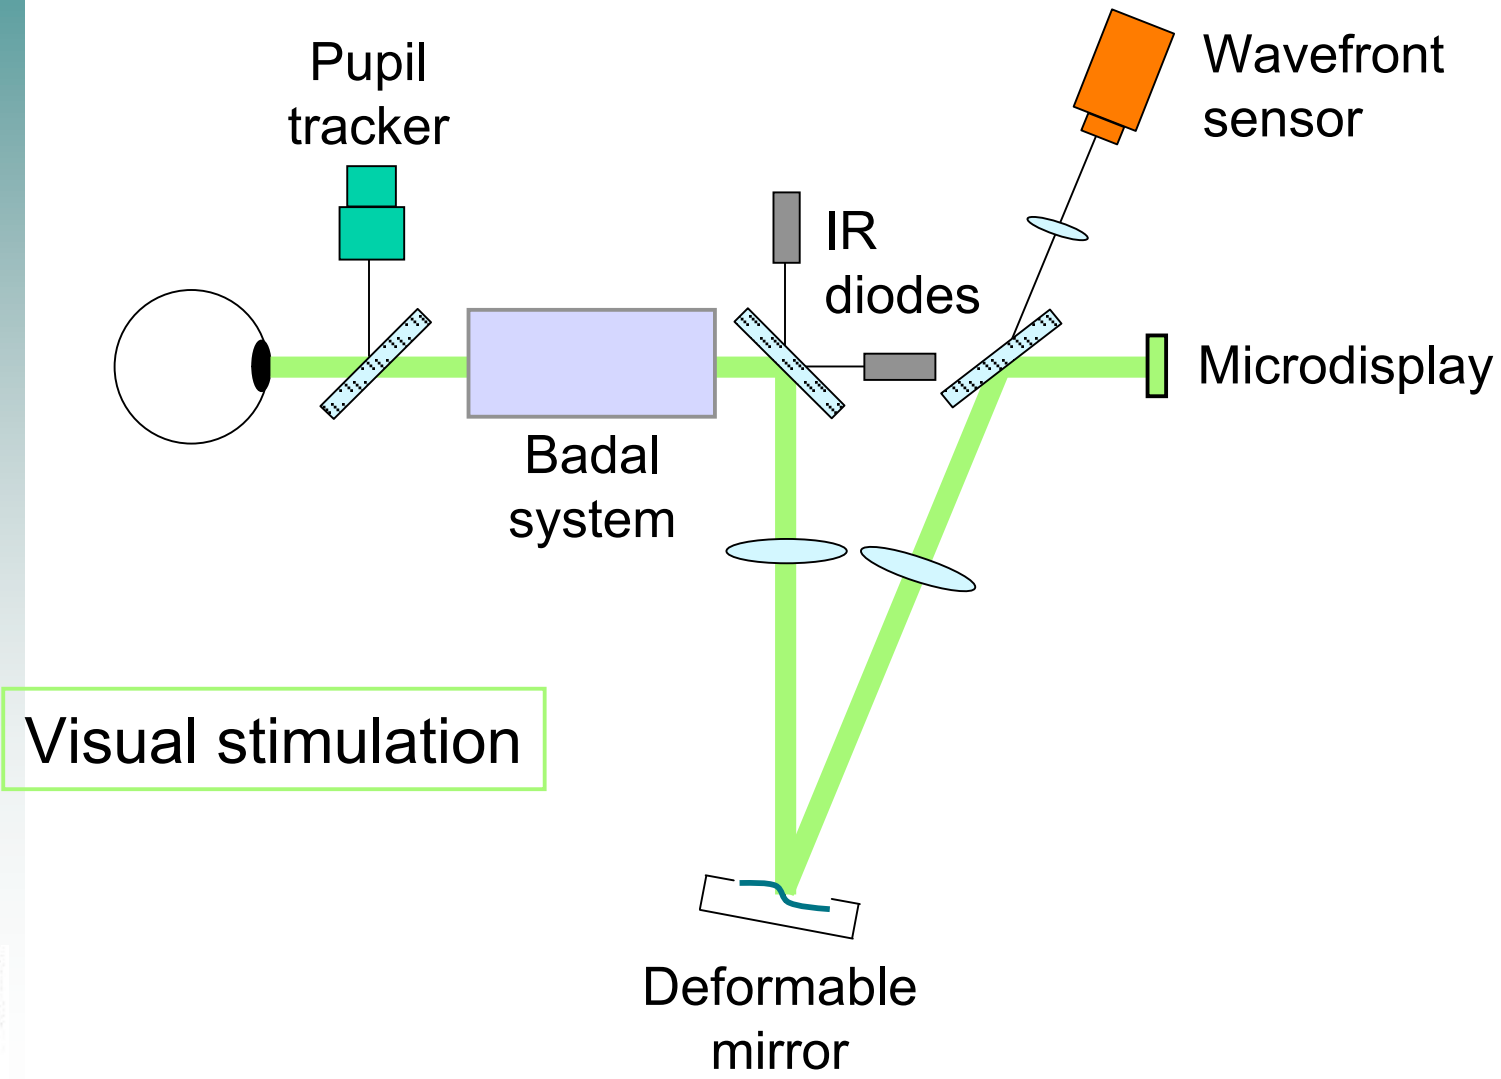 Pupil
tracker
Wavefront
sensor
IR
diodes
Microdisplay
Badal
system
Visual stimulation
Deformable
mirror